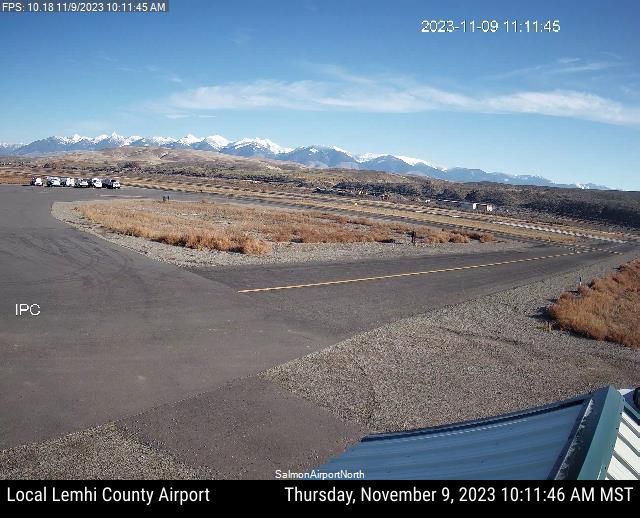 FPS: 10.18 11/9/2023 10:11:45 AM
2023-11-09 11:11:45
IPC
SalmonAirportNorth
Local Lemhi County Airport Thursday, November 9, 2023 10:11:46 AM MST